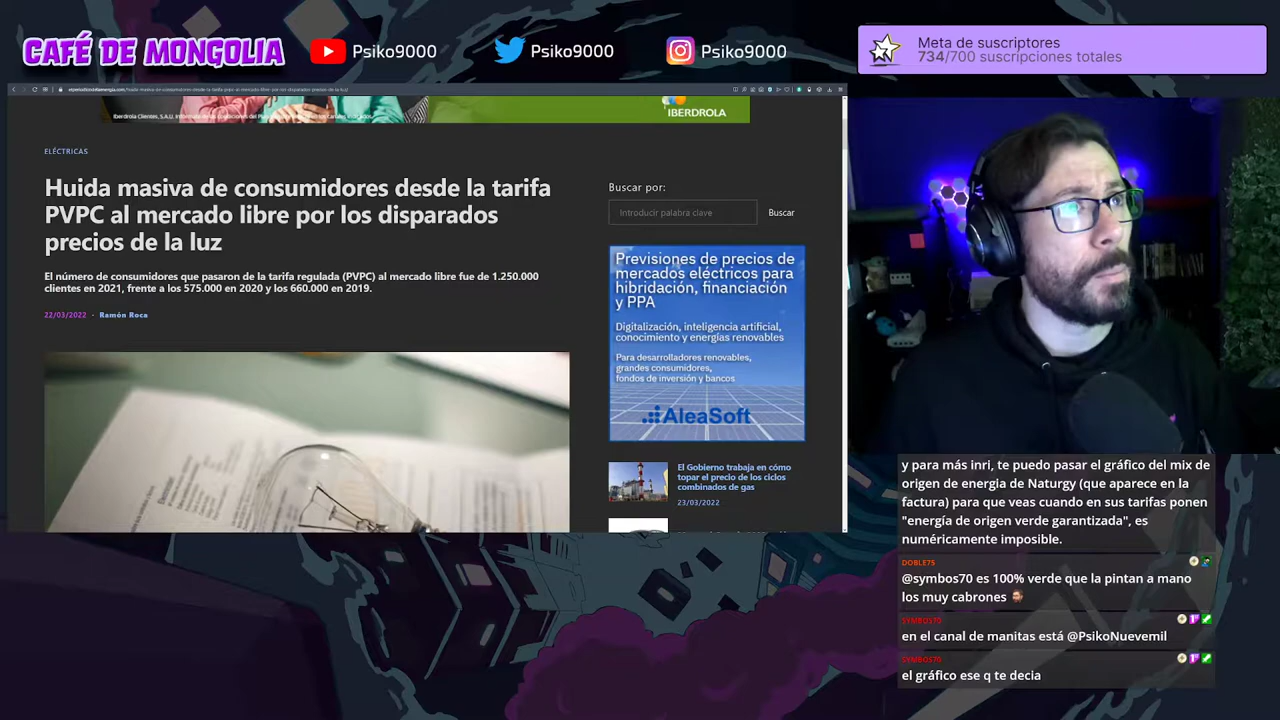 CAFÉ DE MONGOLIA
Psiko9000
Psiko9000
Psiko9000
Meta de suscriptores
734/700 suscripciones totales
IBERDROLA
ELÉCTRICAS
Huida masiva de consumidores desde la tarifa
PVPC al mercado libre por los disparados
precios de la luz
El número de consumidores que pasaron de la tarifa regulada (PVPC) al mercado libre fue de 1.250.000
clientes en 2021, frente a los 575.000 en 2020 y los 660.000 en 2019.
22/03/2022 · Ramón Roca
Buscar por:
Introducir palabra clave
Buscar
Previsiones de precios de
mercados eléctricos para
hibridación, financiación
y PPA
Digitalización, inteligencia artificial,
conocimiento y energías renovables
Para desarrolladores renovables,
grandes consumidores,
fondos de inversión y bancos
AleaSoft
El Gobierno trabaja en cómo
topar el precio de los ciclos
combinados de gas
23/03/2022
y para más inri, te puedo pasar el gráfico del mix de
origen de energia de Naturgy (que aparece en la
factura) para que veas cuando en sus tarifas ponen
"energía de origen verde garantizada", es
numéricamente imposible.
DOBLE75
@symbos70 es 100% verde que la pintan a mano
los muy cabrones
SYMBOS70
en el canal de manitas está @PsikoNuevemil
SYMBOS70
el gráfico ese q te decia